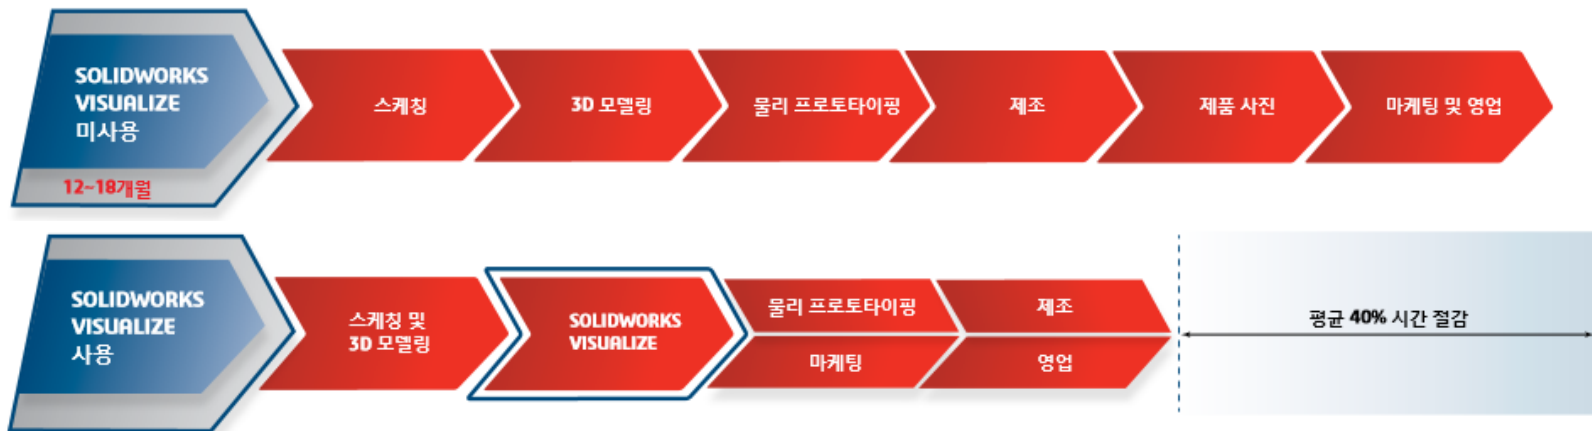 SOLIDWORKS
VISUALIZE
미사용
12~18개월
스케칭
3D 모델링
물리 프로토타이핑
제조
제품 사진
마케팅 및 영업
SOLIDWORKS
VISUALIZE
사용
스케칭 및
3D 모델링
SOLIDWORKS
VISUALIZE
물리 프로토타이핑
제조
마케팅
영업
평균 40% 시간 절감